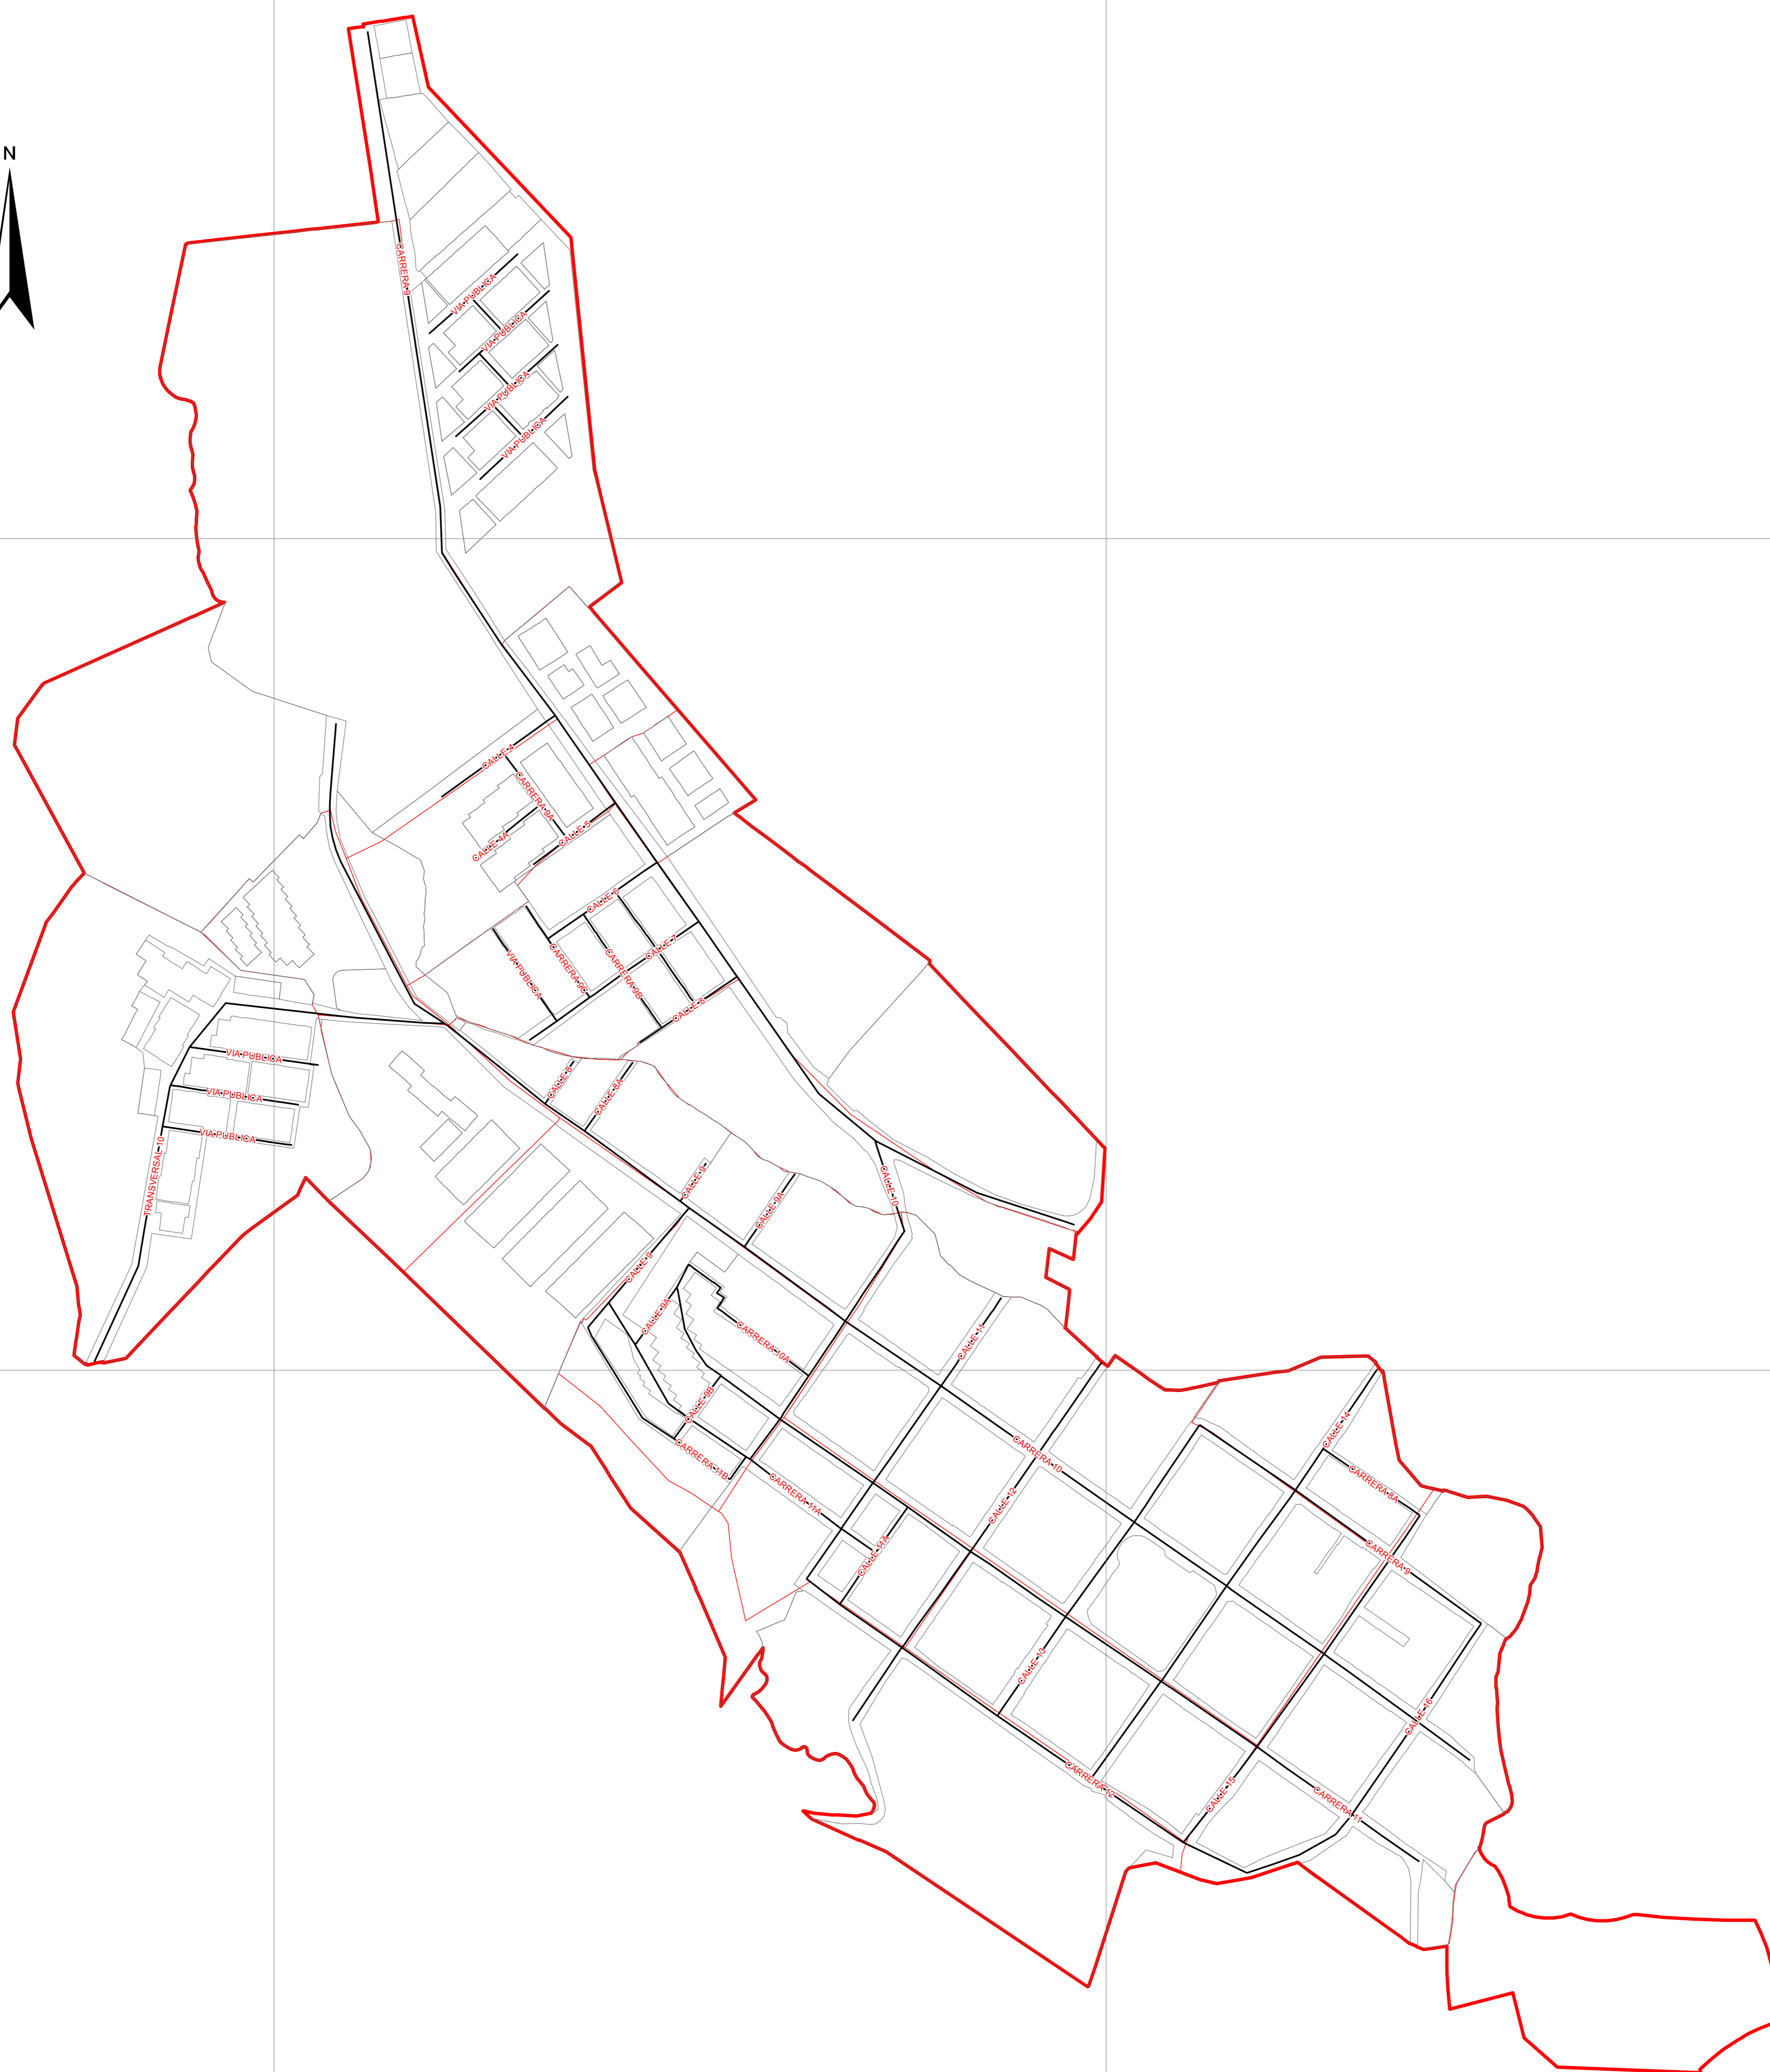 N
CARRERA 9
VIA PUBLICA
VIA PUBLICA
VIA PUBLICA
VIA PUBLICA
CALLE 4
CARRERA 9A
CALLE 4A
CALLE 5
CALLE 6
CALLE 7
VIA PUBLICA
CARRERA 9C
CARRERA 9B
CALLE 8
VIA PUBLICA
VIA PUBLICA
VIA PUBLICA
TRANSVERSAL 10
CALLE 8
CALLE 8A
CALLE 9
CALLE 9A
CALLE 10
CALLE 9
CALLE 9A
CARRERA 10A
CALLE 9B
CARRERA 11B
CARRERA 11A
CALLE 11
CARRERA 10
CALLE 12
CALLE 11A
CALLE 14
CARRERA 8A
CARRERA 9
CALLE 13
CALLE 16
CARRERA 12
CALLE 15
CARRERA 11